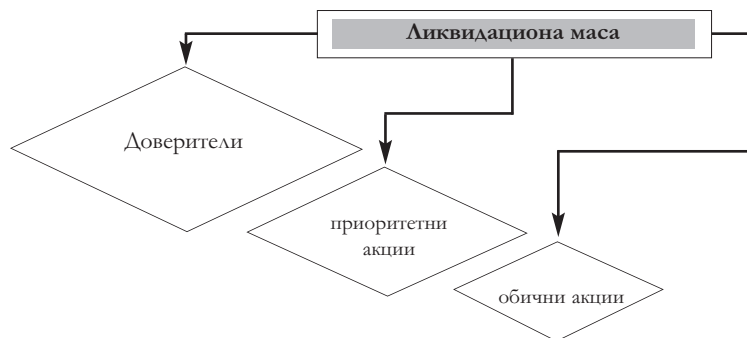 Ликвидациона маса
Доверители
приоритетни
акции
обични акции